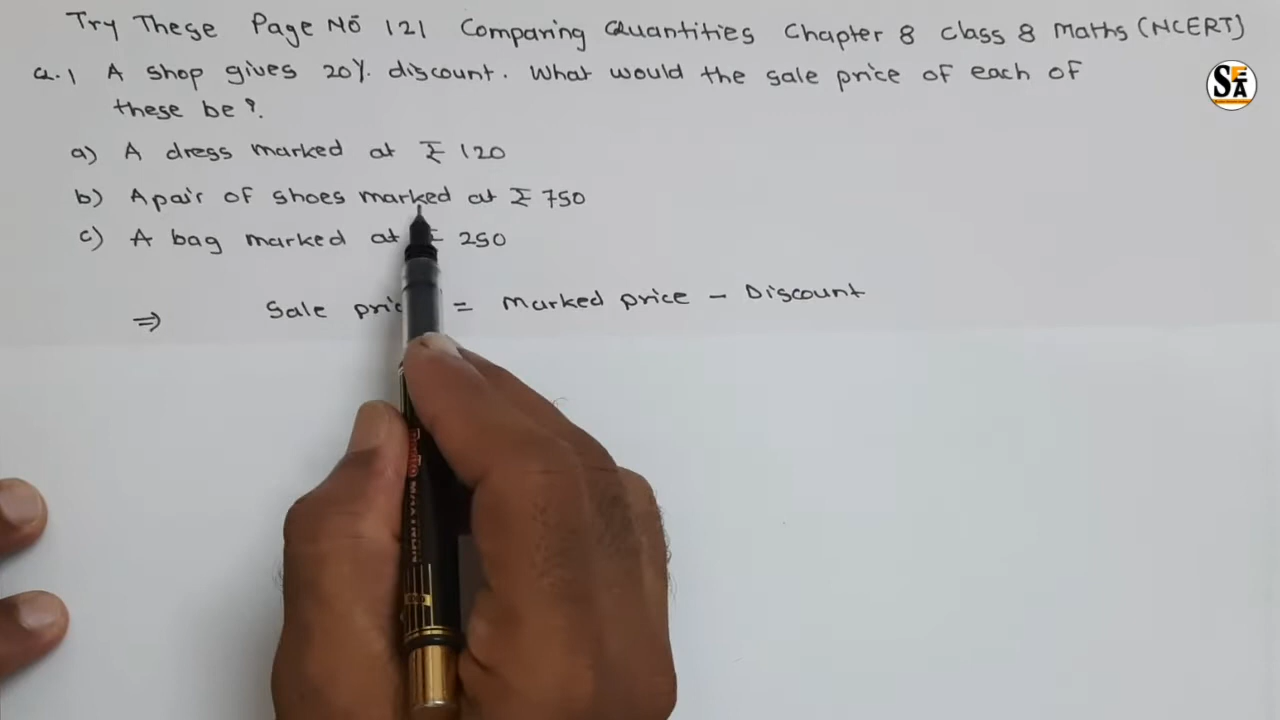 Try These Page No 121 Comparing Quantities Chapter 8 Class 8 Maths (NCERT)
Q.1 A shop gives 20% discount. What would the sale price of each of
these be?
a) A dress marked at ₹ 120
b) A pair of shoes marked at ₹ 750
c) A bag marked at ₹ 250
⇒ Sale = Marked price - Discount
SEA